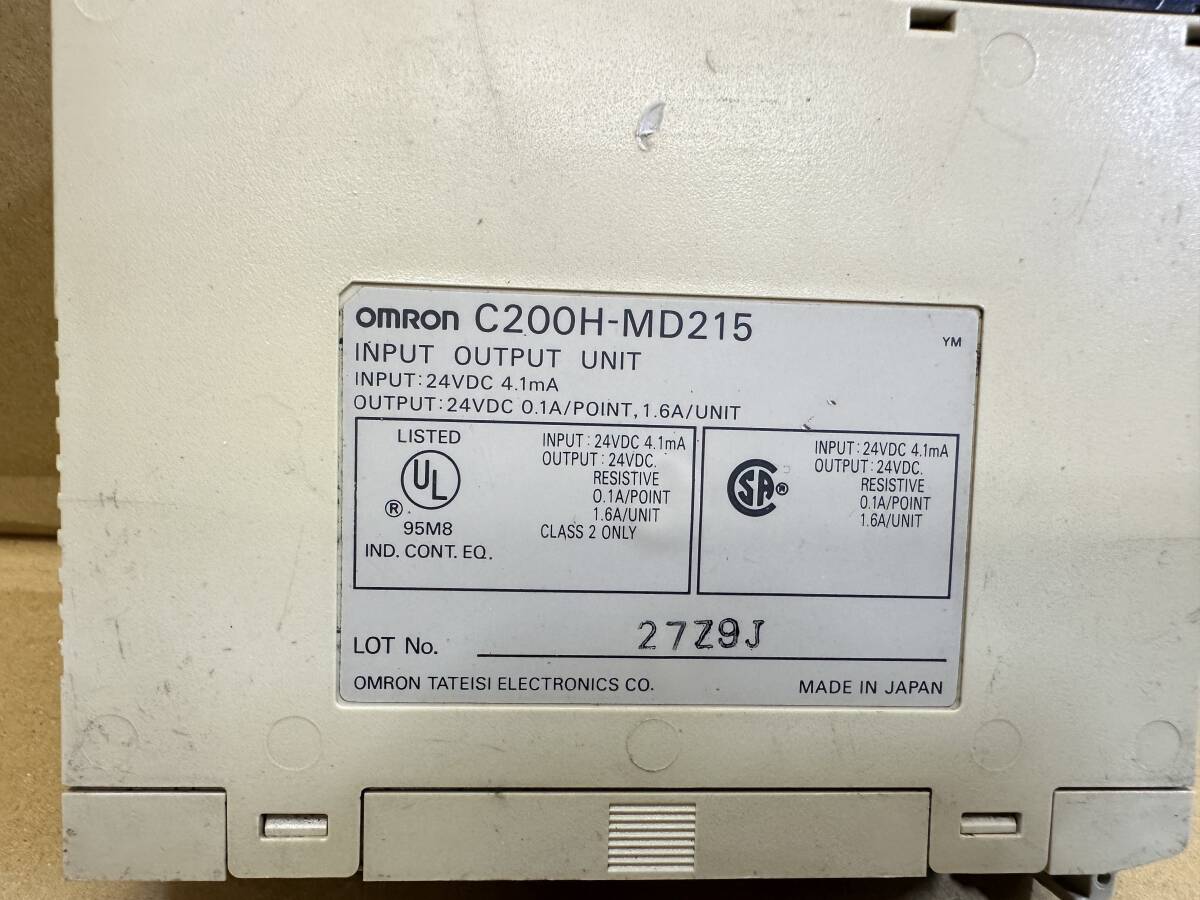 OMRON C200H-MD215
YM
INPUT OUTPUT UNIT
INPUT:24VDC 4.1mA
OUTPUT:24VDC 0.1A/POINT, 1.6A/UNIT
LISTED
UL
®
95M8
IND. CONT. EQ.
INPUT : 24VDC 4.1mA
OUTPUT : 24VDC.
RESISTIVE
0.1A/POINT
1.6A/UNIT
CLASS 2 ONLY
SA®
INPUT : 24VDC 4.1mA
OUTPUT : 24VDC.
RESISTIVE
0.1A/POINT
1.6A/UNIT
LOT No. 27Z9J
OMRON TATEISI ELECTRONICS CO. MADE IN JAPAN